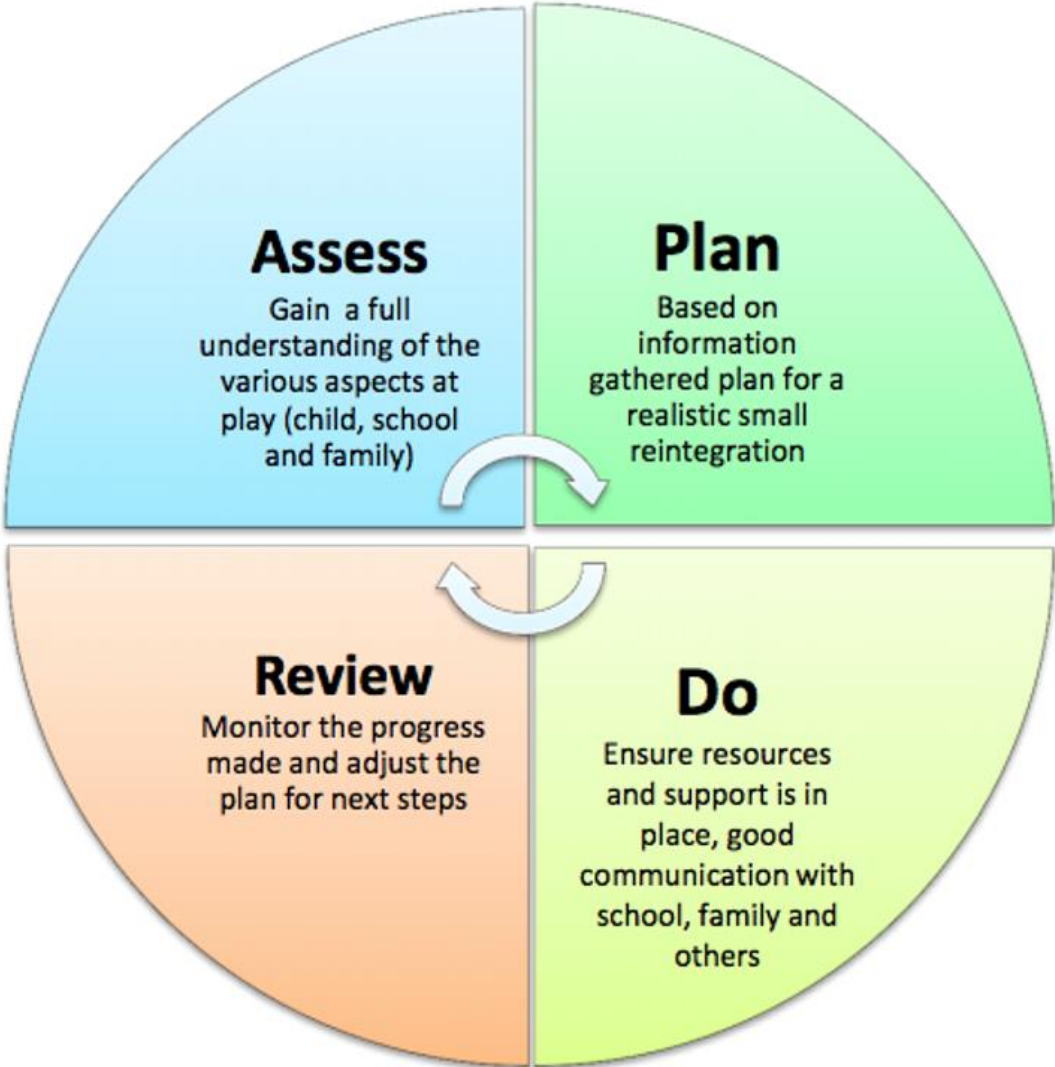 Assess
Gain a full
understanding of the
various aspects at
play (child, school
and family)
Plan
Based on
information
gathered plan for a
realistic small
reintegration
Review
Monitor the progress
made and adjust the
plan for next steps
Do
Ensure resources
and support is in
place, good
communication with
school, family and
others